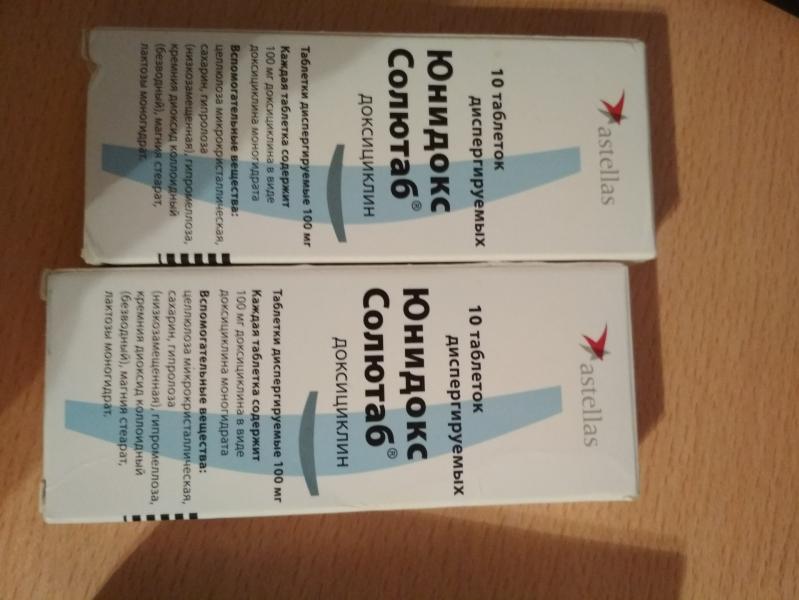 astellas
10 таблеток
диспергируемых
Юнидокс
Солютаб®
доксициклин
Таблетки диспергируемые 100 мг
Каждая таблетка содержит
100 мг доксициклина в виде
доксициклина моногидрата
Вспомогательные вещества:
целлюлоза микрокристаллическая,
сахарин, гипролоза
(низкозамещенная), гипромеллоза,
кремния диоксид коллоидный
(безводный), магния стеарат,
лактозы моногидрат.
astellas
10 таблеток
диспергируемых
Юнидокс
Солютаб®
доксициклин
Таблетки диспергируемые 100 мг
Каждая таблетка содержит
100 мг доксициклина в виде
доксициклина моногидрата
Вспомогательные вещества:
целлюлоза микрокристаллическая,
сахарин, гипролоза
(низкозамещенная), гипромеллоза,
кремния диоксид коллоидный
(безводный), магния стеарат,
лактозы моногидрат.